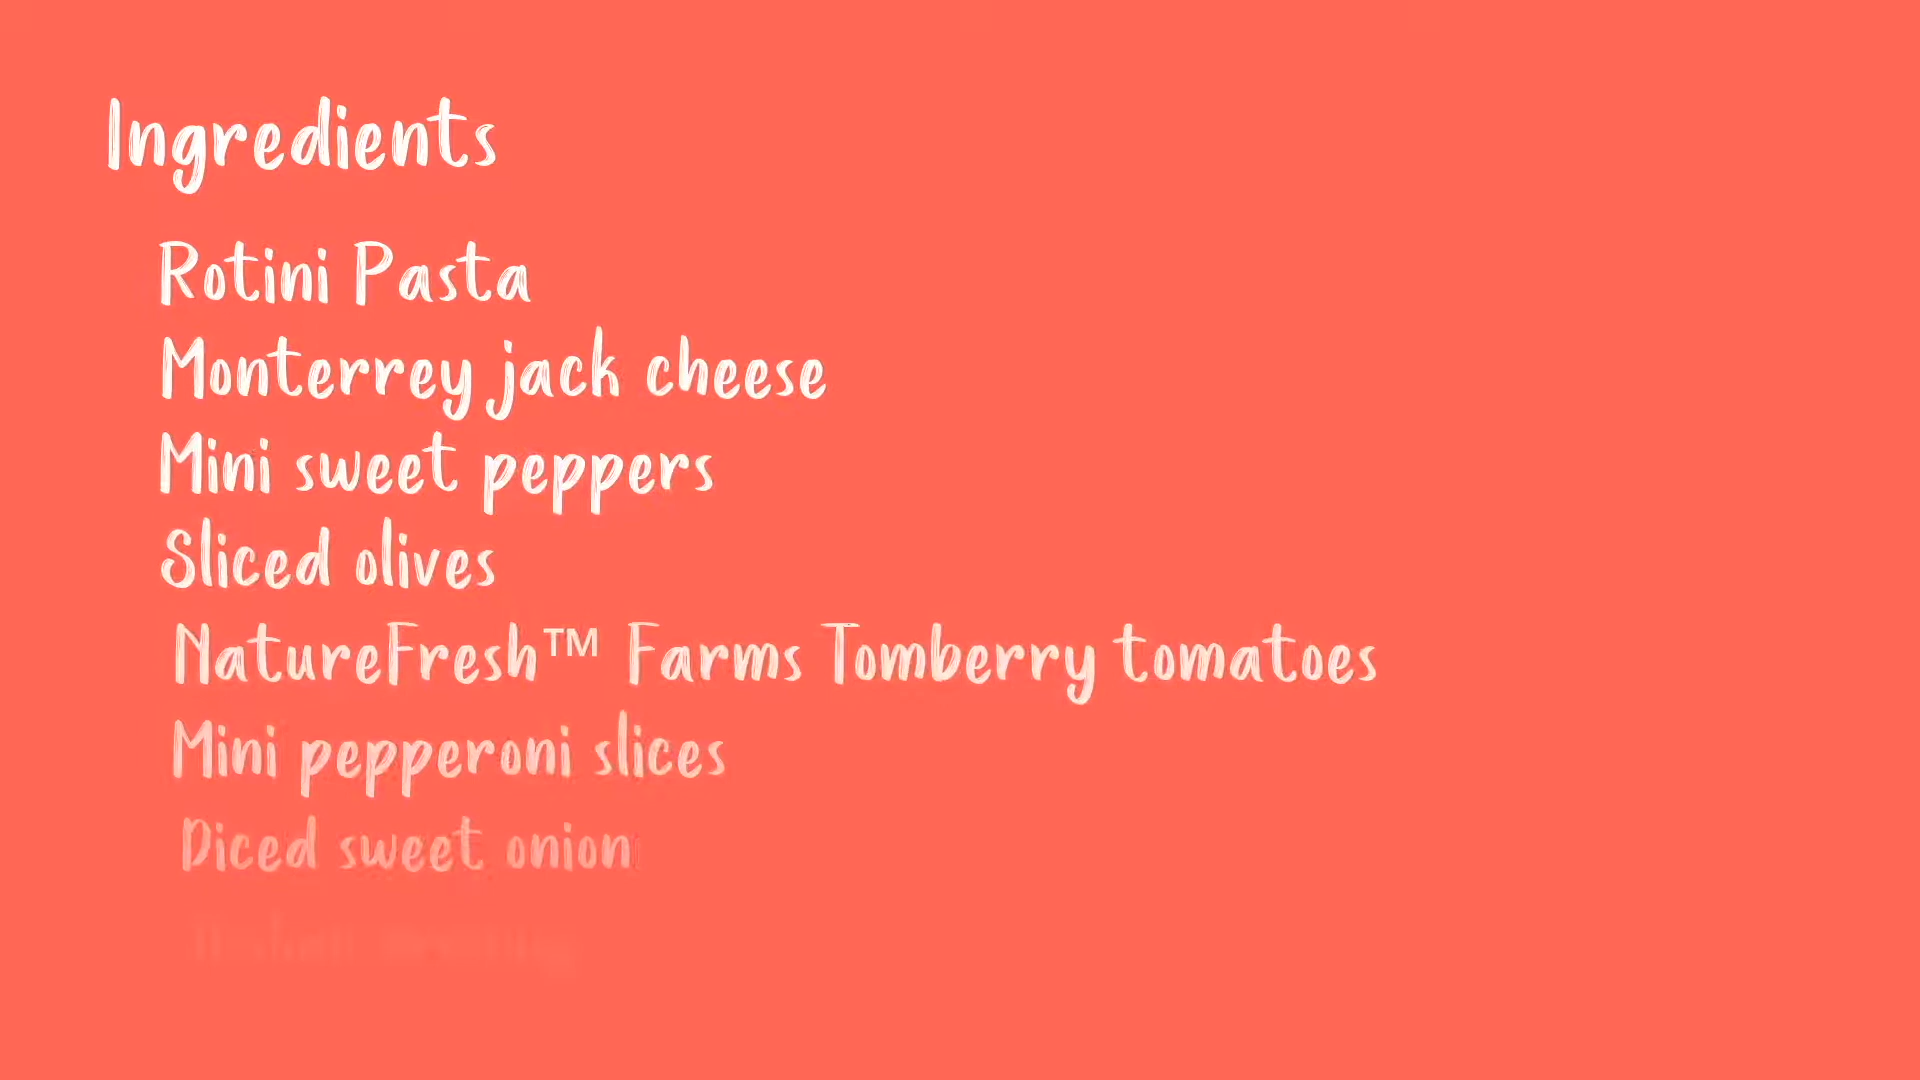 Ingredients
Rotini Pasta
Monterrey jack cheese
Mini sweet peppers
Sliced olives
NatureFresh™ Farms Tomberry tomatoes
Mini pepperoni slices
Diced sweet onion